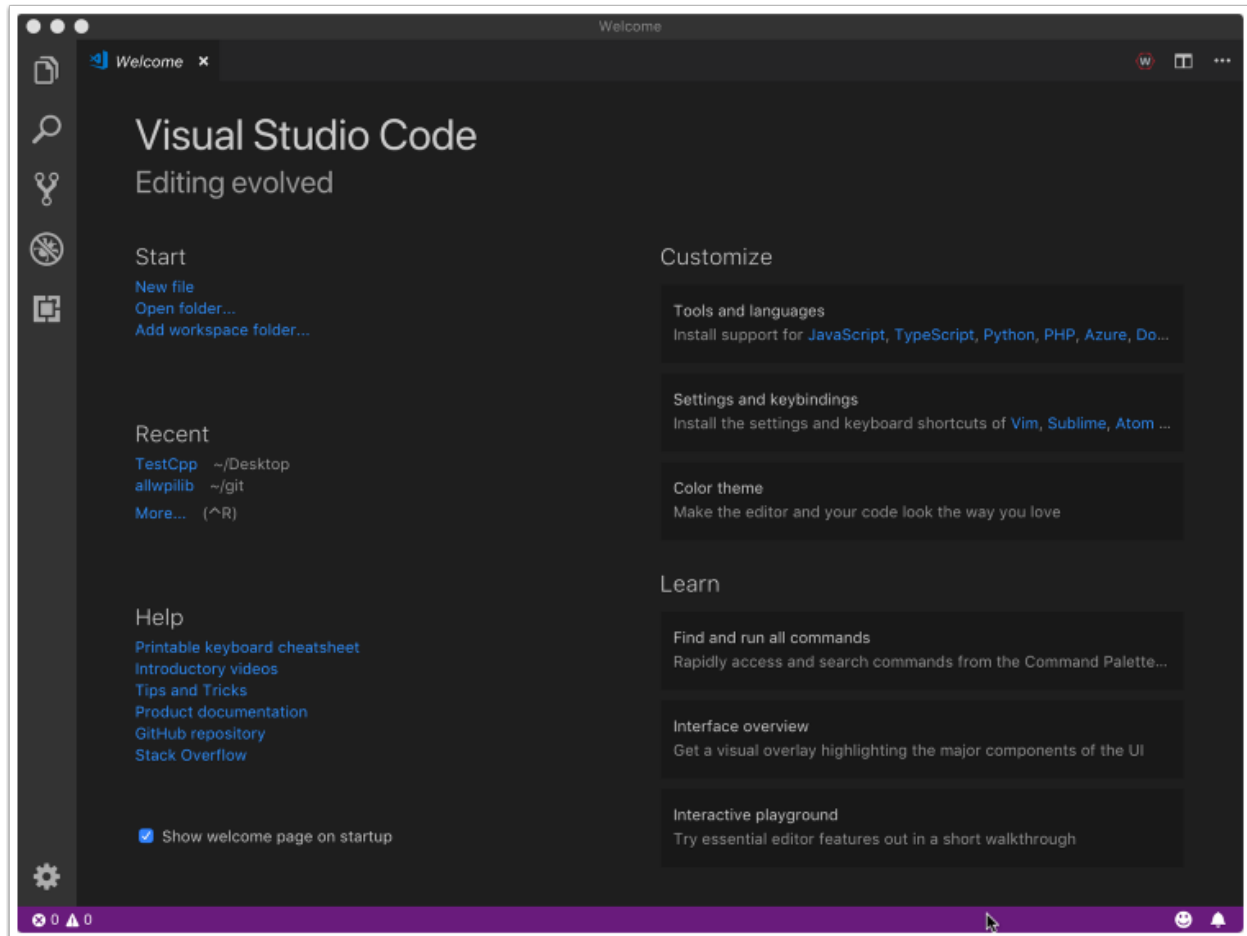 Welcome
Welcome ×
W
Visual Studio Code
Editing evolved
Start
New file
Open folder...
Add workspace folder...
Recent
TestCpp ~/Desktop
allwpilib ~/git
More... (^R)
Help
Printable keyboard cheatsheet
Introductory videos
Tips and Tricks
Product documentation
GitHub repository
Stack Overflow
Show welcome page on startup
Customize
Tools and languages
Install support for JavaScript, TypeScript, Python, PHP, Azure, Do...
Settings and keybindings
Install the settings and keyboard shortcuts of Vim, Sublime, Atom ...
Color theme
Make the editor and your code look the way you love
Learn
Find and run all commands
Rapidly access and search commands from the Command Palette...
Interface overview
Get a visual overlay highlighting the major components of the UI
Interactive playground
Try essential editor features out in a short walkthrough
0 0